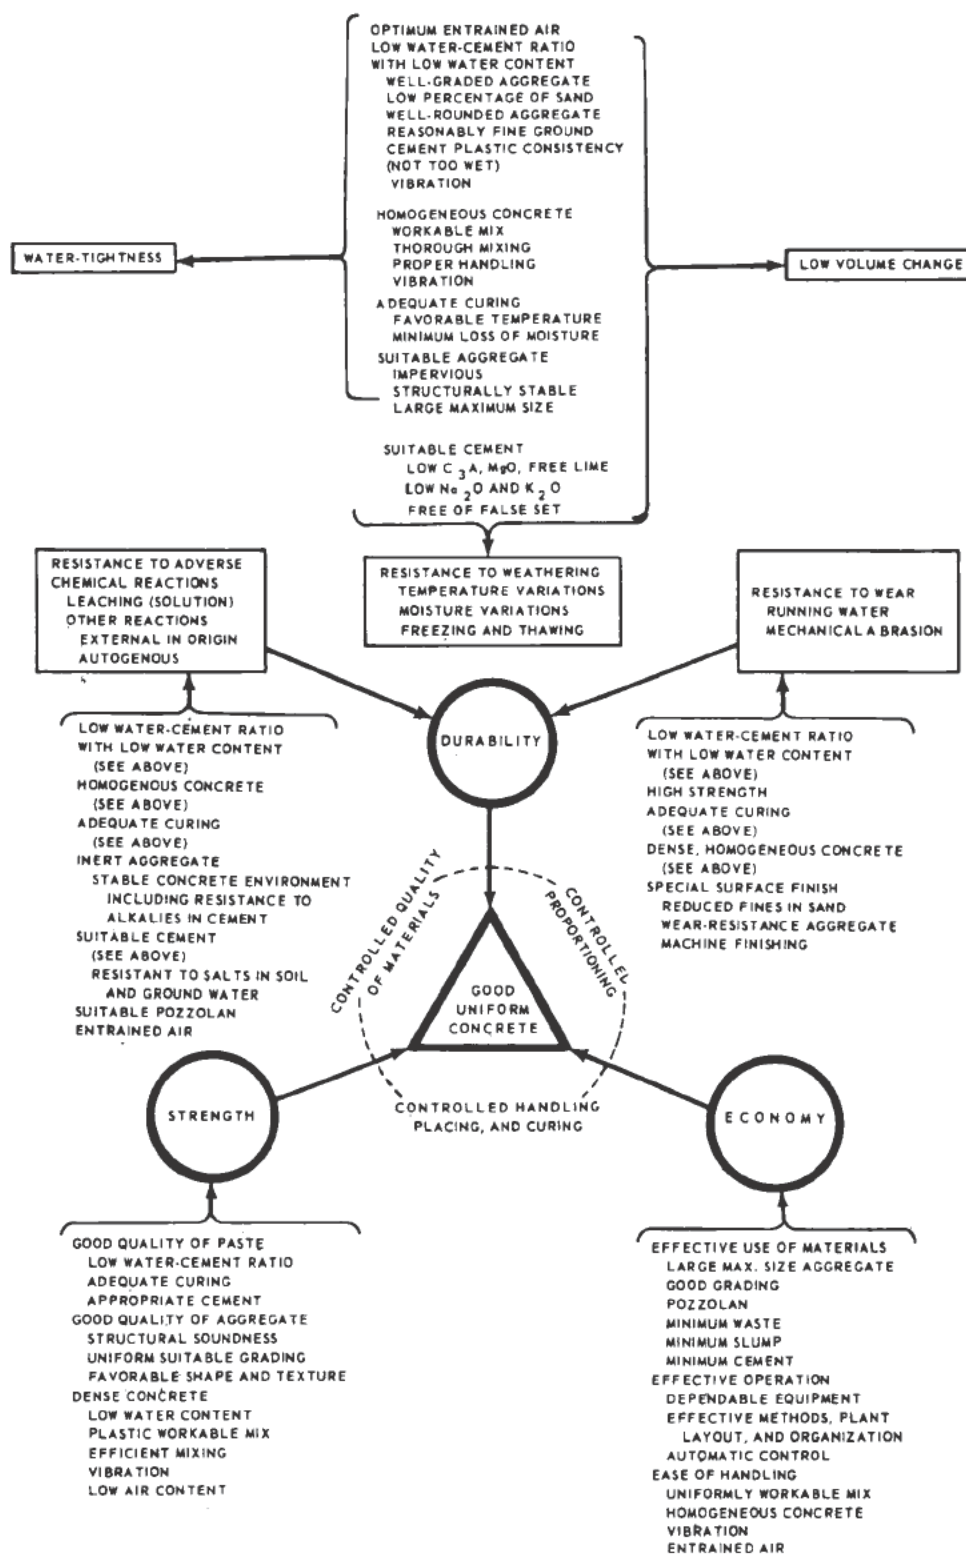 OPTIMUM ENTRAINED AIR
LOW WATER-CEMENT RATIO
WITH LOW WATER CONTENT
WELL-GRADED AGGREGATE
LOW PERCENTAGE OF SAND
WELL-ROUNDED AGGREGATE
REASONABLY FINE GROUND
CEMENT PLASTIC CONSISTENCY
(NOT TOO WET)
VIBRATION
HOMOGENEOUS CONCRETE
WORKABLE MIX
THOROUGH MIXING
PROPER HANDLING
VIBRATION
ADEQUATE CURING
FAVORABLE TEMPERATURE
MINIMUM LOSS OF MOISTURE
SUITABLE AGGREGATE
IMPERVIOUS
STRUCTURALLY STABLE
LARGE MAXIMUM SIZE
SUITABLE CEMENT
LOW C3A, MgO, FREE LIME
LOW Na2O AND K2O
FREE OF FALSE SET
WATER-TIGHTNESS
LOW VOLUME CHANGE
RESISTANCE TO ADVERSE
CHEMICAL REACTIONS
LEACHING (SOLUTION)
OTHER REACTIONS
EXTERNAL IN ORIGIN
AUTOGENOUS
RESISTANCE TO WEATHERING
TEMPERATURE VARIATIONS
MOISTURE VARIATIONS
FREEZING AND THAWING
RESISTANCE TO WEAR
RUNNING WATER
MECHANICAL ABRASION
LOW WATER-CEMENT RATIO
WITH LOW WATER CONTENT
(SEE ABOVE)
HOMOGENOUS CONCRETE
(SEE ABOVE)
ADEQUATE CURING
(SEE ABOVE)
INERT AGGREGATE
STABLE CONCRETE ENVIRONMENT
INCLUDING RESISTANCE TO
ALKALIES IN CEMENT
SUITABLE CEMENT
(SEE ABOVE)
RESISTANT TO SALTS IN SOIL
AND GROUND WATER
SUITABLE POZZOLAN
ENTRAINED AIR
DURABILITY
LOW WATER-CEMENT RATIO
WITH LOW WATER CONTENT
(SEE ABOVE)
HIGH STRENGTH
ADEQUATE CURING
(SEE ABOVE)
DENSE, HOMOGENEOUS CONCRETE
(SEE ABOVE)
SPECIAL SURFACE FINISH
REDUCED FINES IN SAND
WEAR-RESISTANCE AGGREGATE
MACHINE FINISHING
CONTROLLED QUALITY
OF MATERIALS
CONTROLLED
PROPORTIONING
GOOD
UNIFORM
CONCRETE
CONTROLLED HANDLING
PLACING, AND CURING
STRENGTH
ECONOMY
GOOD QUALITY OF PASTE
LOW WATER-CEMENT RATIO
ADEQUATE CURING
APPROPRIATE CEMENT
GOOD QUALITY OF AGGREGATE
STRUCTURAL SOUNDNESS
UNIFORM SUITABLE GRADING
FAVORABLE SHAPE AND TEXTURE
DENSE CONCRETE
LOW WATER CONTENT
PLASTIC WORKABLE MIX
EFFICIENT MIXING
VIBRATION
LOW AIR CONTENT
EFFECTIVE USE OF MATERIALS
LARGE MAX. SIZE AGGREGATE
GOOD GRADING
POZZOLAN
MINIMUM WASTE
MINIMUM SLUMP
MINIMUM CEMENT
EFFECTIVE OPERATION
DEPENDABLE EQUIPMENT
EFFECTIVE METHODS, PLANT
LAYOUT, AND ORGANIZATION
AUTOMATIC CONTROL
EASE OF HANDLING
UNIFORMLY WORKABLE MIX
HOMOGENEOUS CONCRETE
VIBRATION
ENTRAINED AIR